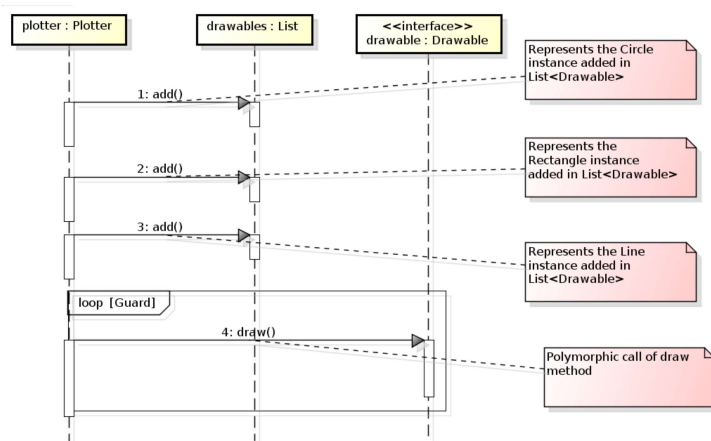 plotter : Plotter
drawables : List
<<interface>>
drawable : Drawable
Represents the Circle
instance added in
List<Drawable>
1: add()
Represents the
Rectangle instance
added in List<Drawable>
2: add()
3: add()
Represents the Line
instance added in
List<Drawable>
loop [Guard]
4: draw()
Polymorphic call of draw
method